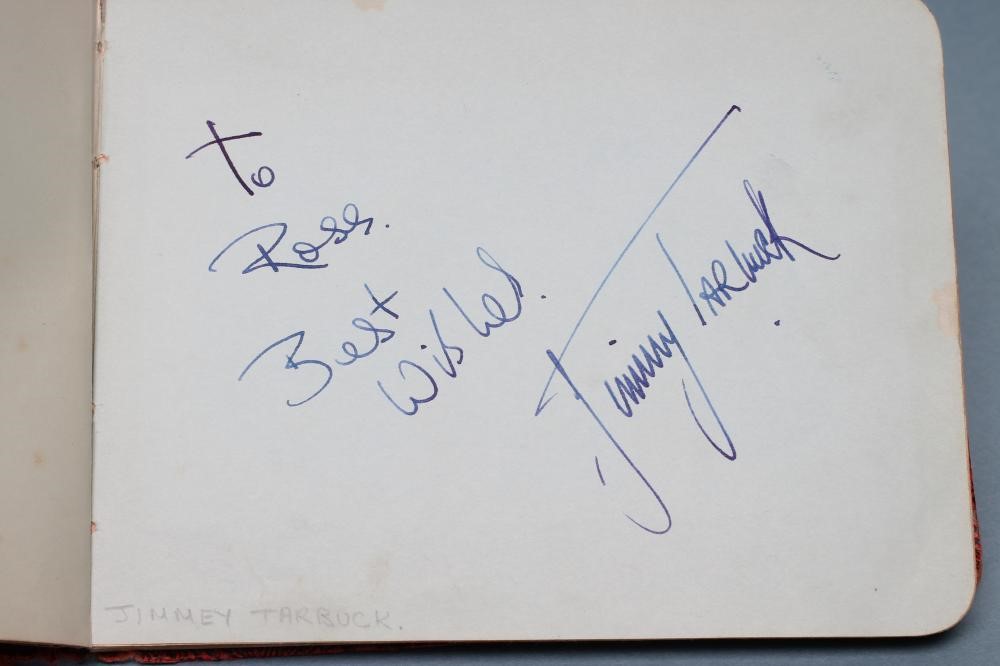 To
Ross.
Best
Wishes.
Jimmy Tarbuck.
JIMMEY TARBUCK.